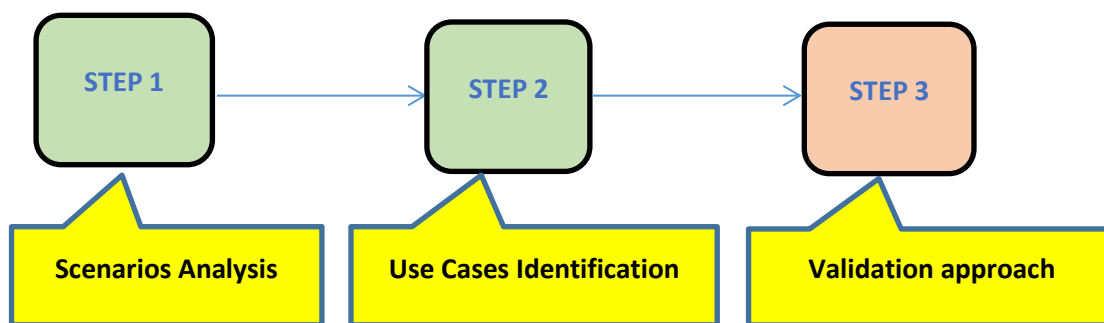 STEP 1
STEP 2
STEP 3
Scenarios Analysis
Use Cases Identification
Validation approach